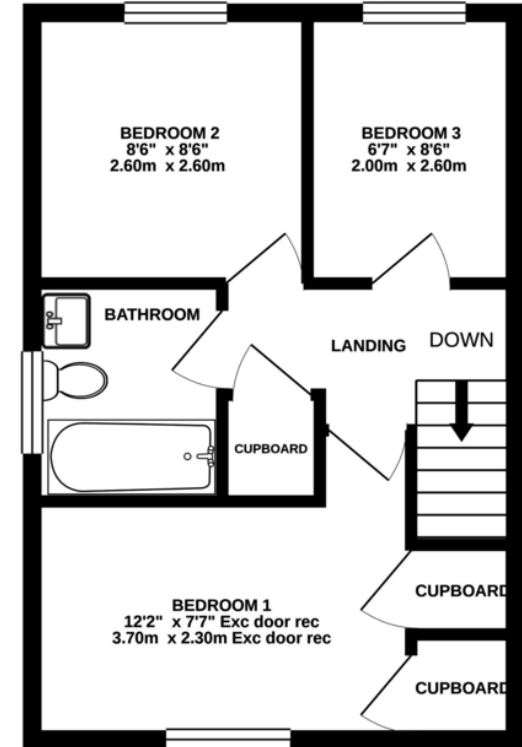 BEDROOM 2
8'6" x 8'6"
2.60m x 2.60m
BEDROOM 3
6'7" x 8'6"
2.00m x 2.60m
BATHROOM
LANDING
DOWN
CUPBOARD
CUPBOARD
BEDROOM 1
12'2" x 7'7" Exc door rec
3.70m x 2.30m Exc door rec
CUPBOARD